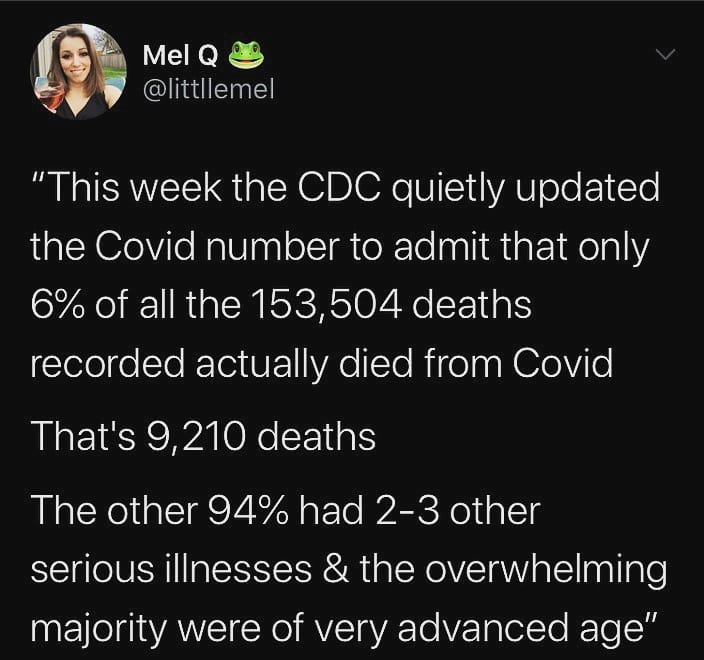 Mel Q 🐸
@littllemel
"This week the CDC quietly updated
the Covid number to admit that only
6% of all the 153,504 deaths
recorded actually died from Covid
That's 9,210 deaths
The other 94% had 2-3 other
serious illnesses & the overwhelming
majority were of very advanced age"